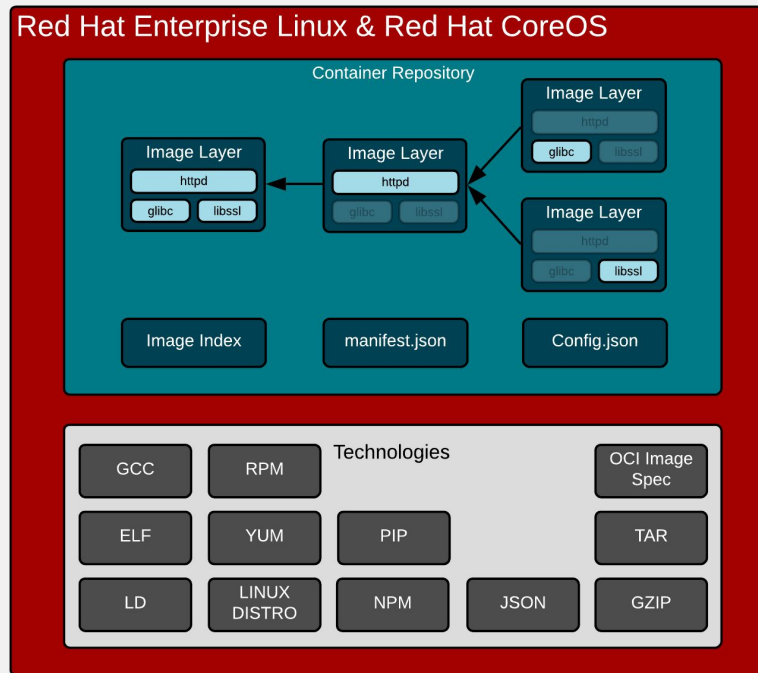 Red Hat Enterprise Linux & Red Hat CoreOS
Container Repository
Image Layer
httpd
glibc libssl
Image Layer
httpd
glibc libssl
Image Layer
httpd
glibc libssl
Image Layer
httpd
glibc libssl
Image Index
manifest.json
Config.json
Technologies
GCC
RPM
OCI Image
Spec
ELF
YUM
PIP
TAR
LD
LINUX
DISTRO
NPM
JSON
GZIP